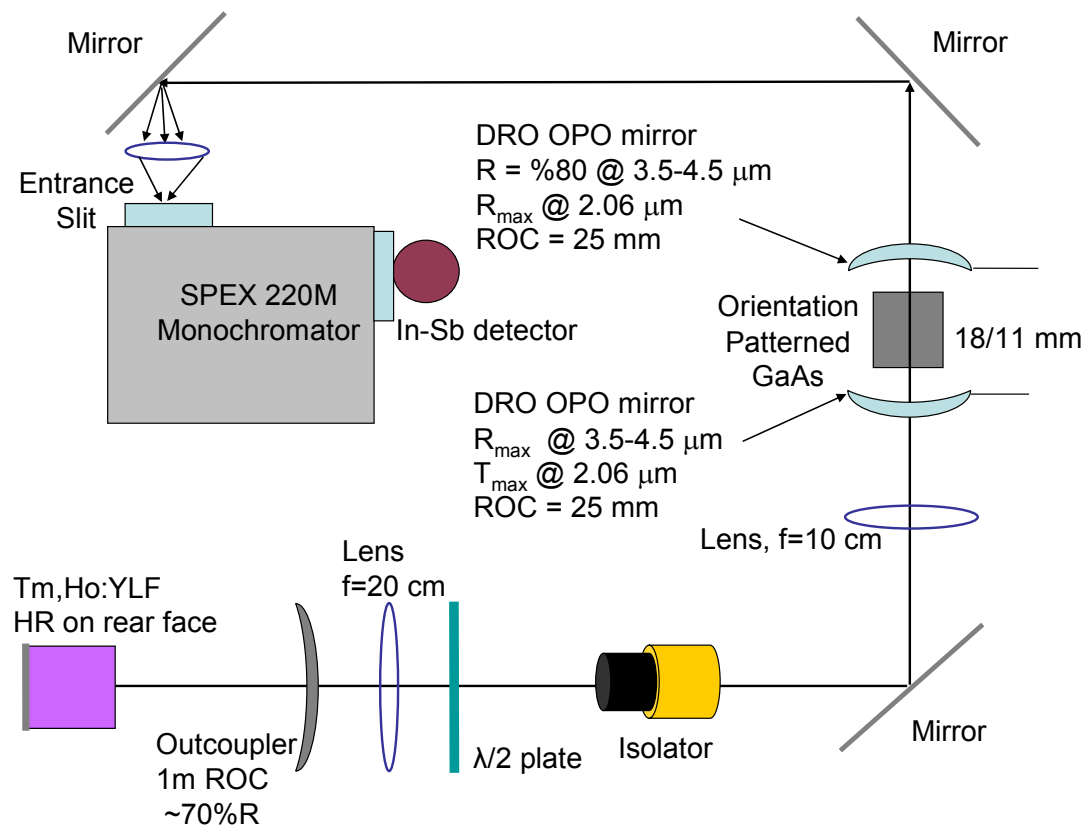 Mirror
Mirror
DRO OPO mirror
R = %80 @ 3.5-4.5 μm
Rmax @ 2.06 μm
ROC = 25 mm
Entrance
Slit
SPEX 220M
Monochromator
In-Sb detector
Orientation
Patterned
GaAs
18/11 mm
DRO OPO mirror
Rmax @ 3.5-4.5 μm
Tmax @ 2.06 μm
ROC = 25 mm
Lens, f=10 cm
Lens
f=20 cm
Tm,Ho:YLF
HR on rear face
Outcoupler
1m ROC
~70%R
λ/2 plate
Isolator
Mirror